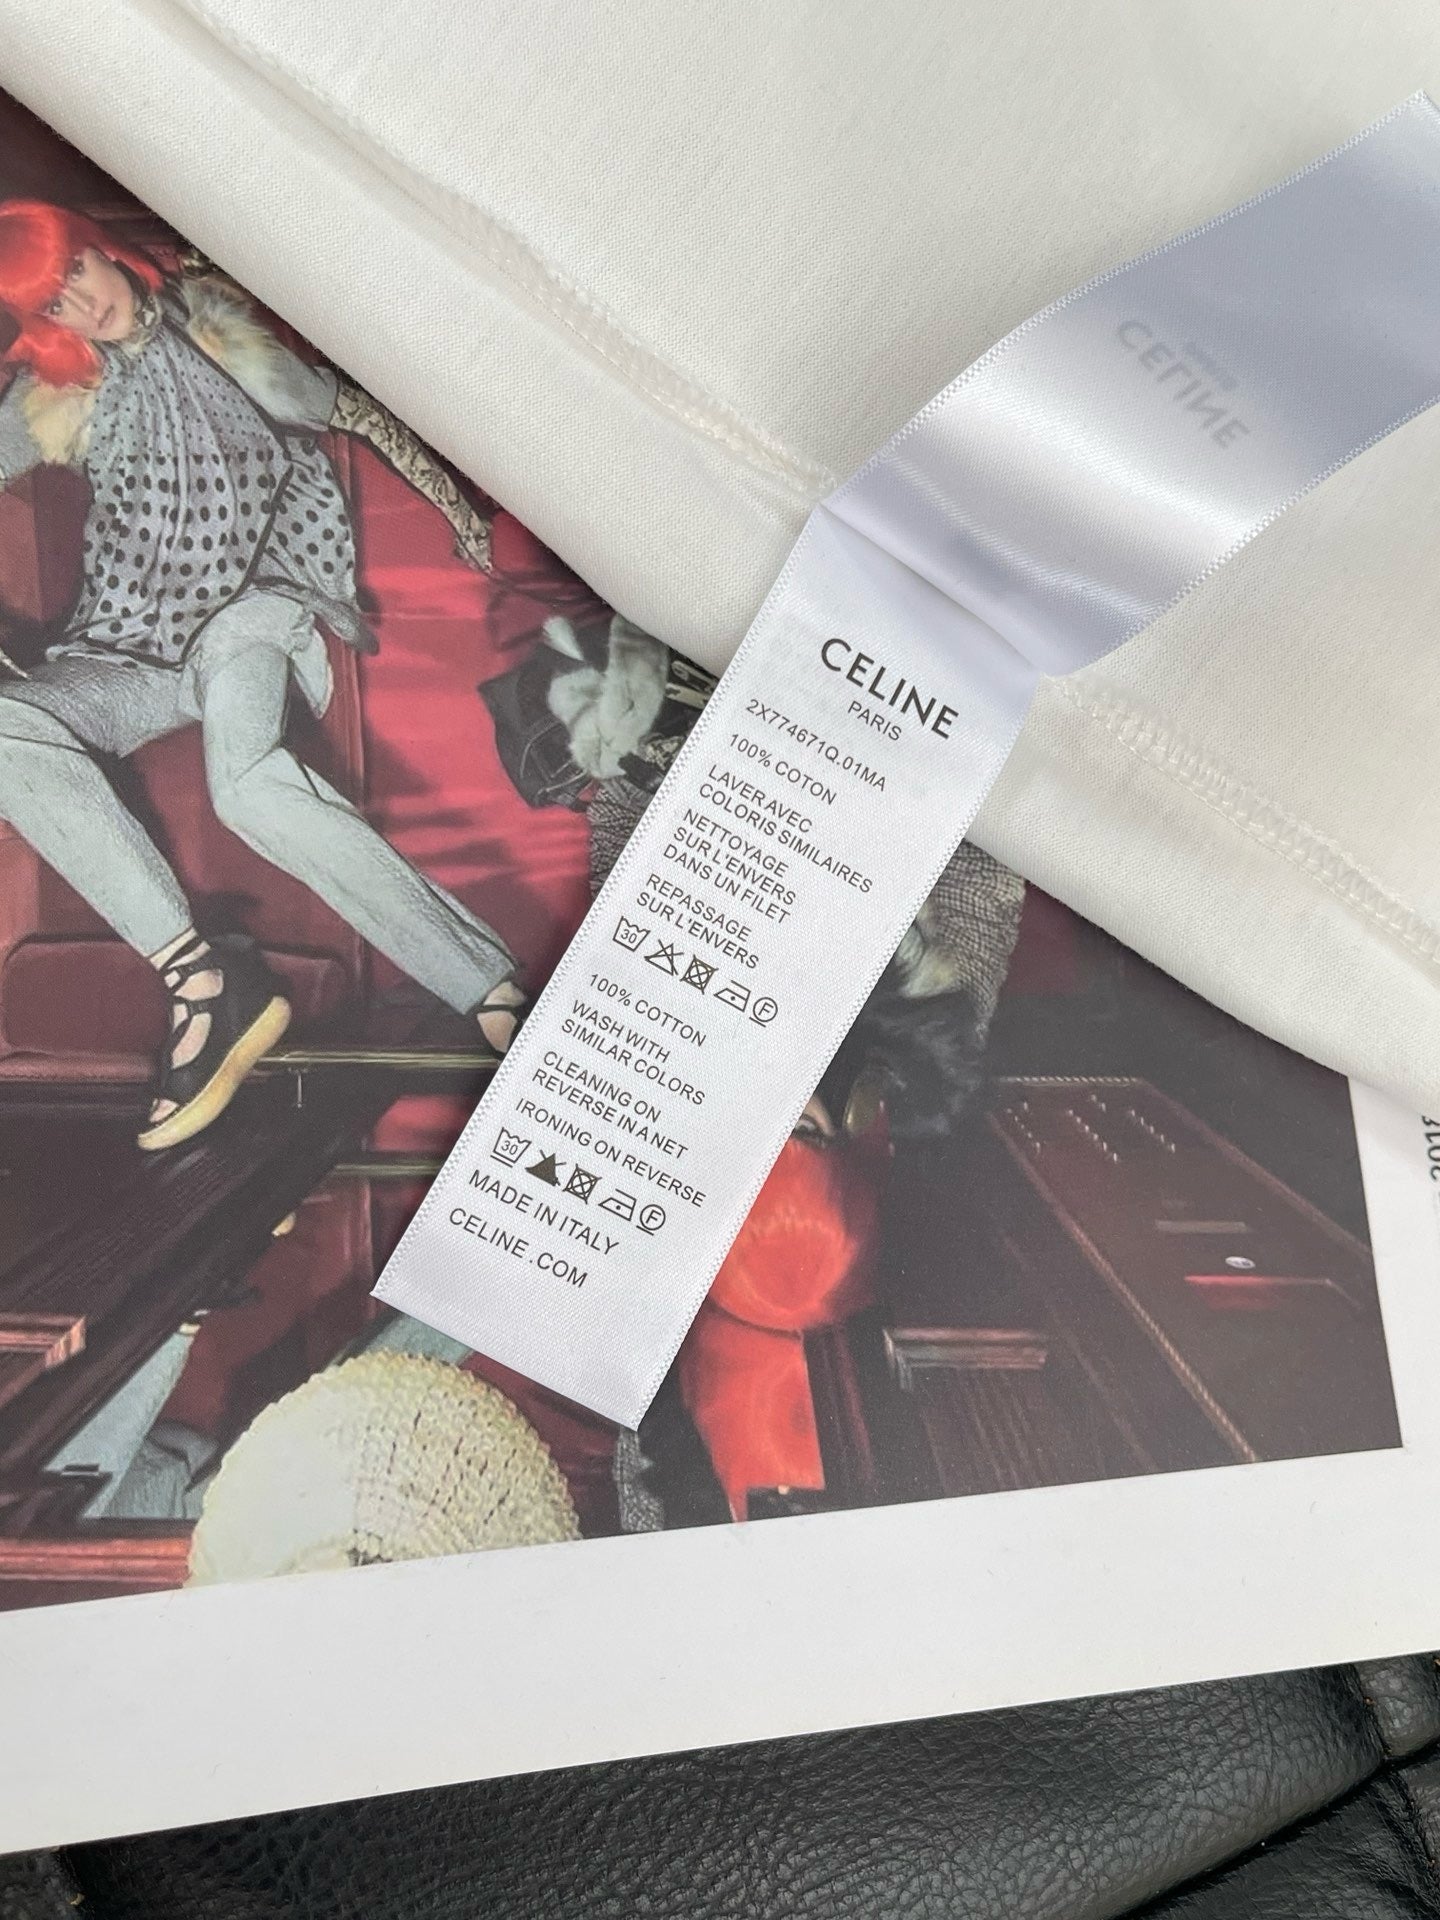 CELINE
PARIS
2X774671Q.01MA
100% COTON
LAVER AVEC
COLORIS SIMILAIRES
NETTOYAGE
SUR L'ENVERS
DANS UN FILET
REPASSAGE
SUR L'ENVERS
30
F
100% COTTON
WASH WITH
SIMILAR COLORS
CLEANING ON
REVERSE IN A NET
IRONING ON REVERSE
30
F
MADE IN ITALY
CELINE.COM
CELINE